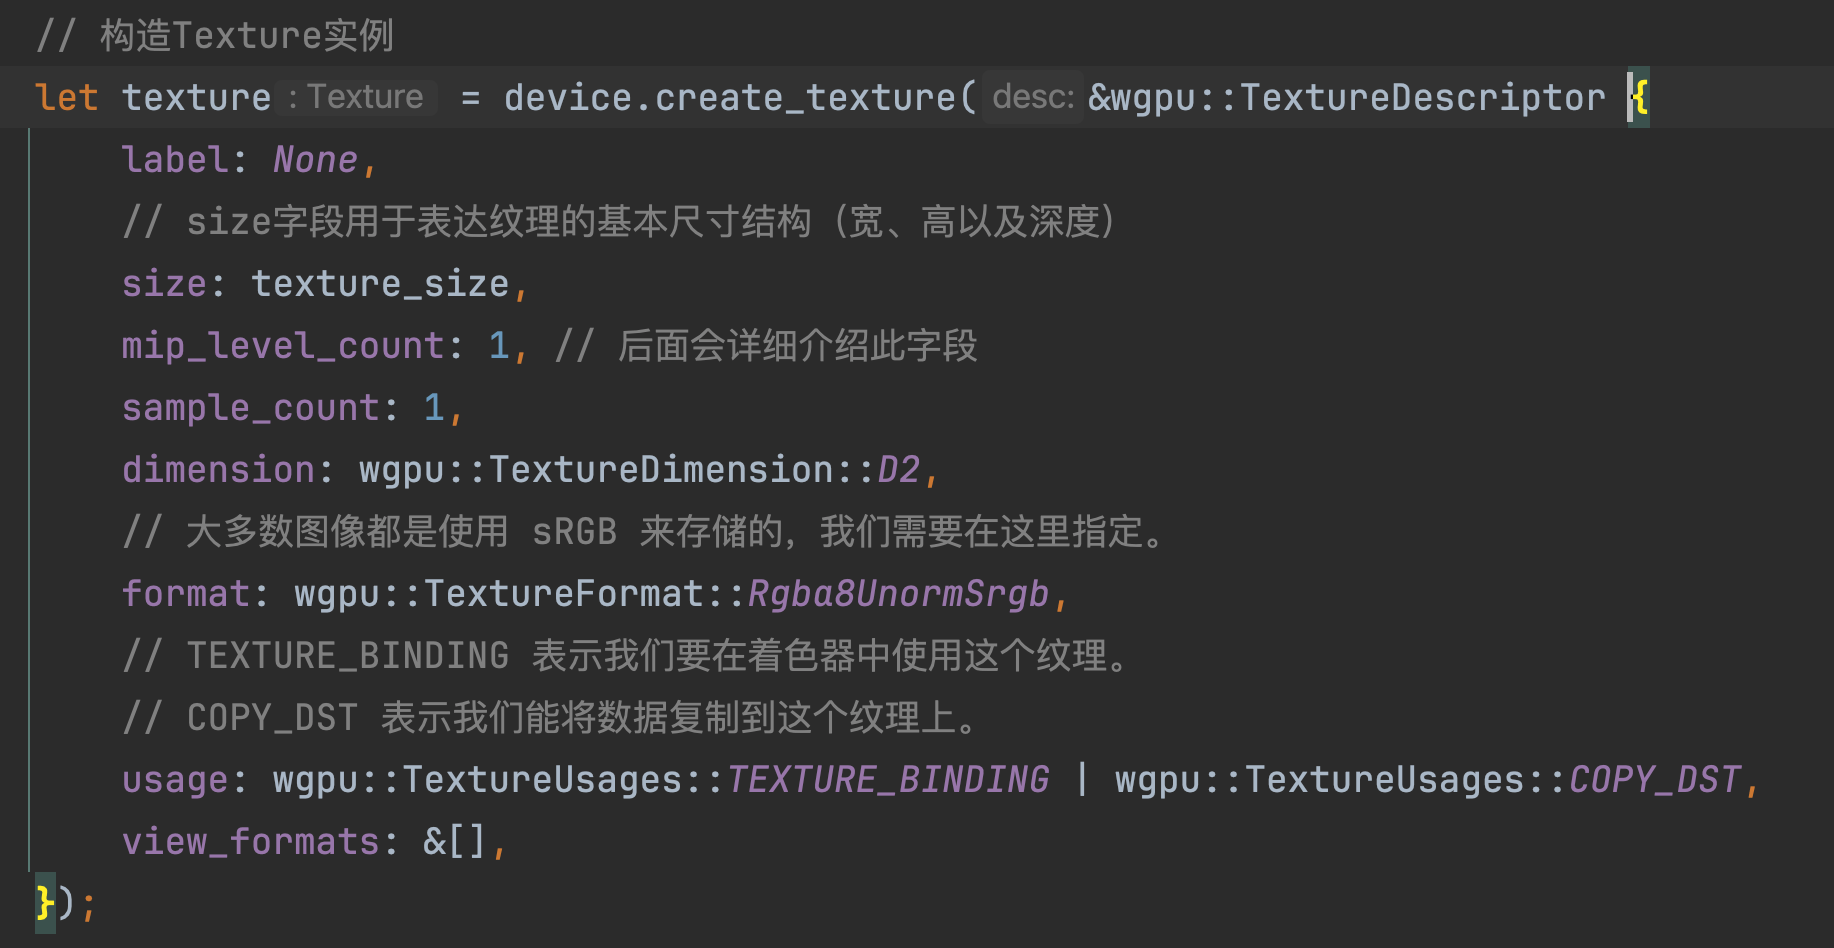 // 构造Texture实例
let texture : Texture = device.create_texture( desc: &wgpu::TextureDescriptor {
label: None,
// size字段用于表达纹理的基本尺寸结构（宽、高以及深度）
size: texture_size,
mip_level_count: 1, // 后面会详细介绍此字段
sample_count: 1,
dimension: wgpu::TextureDimension::D2,
// 大多数图像都是使用 sRGB 来存储的，我们需要在这里指定。
format: wgpu::TextureFormat::Rgba8UnormSrgb,
// TEXTURE_BINDING 表示我们要在着色器中使用这个纹理。
// COPY_DST 表示我们能将数据复制到这个纹理上。
usage: wgpu::TextureUsages::TEXTURE_BINDING | wgpu::TextureUsages::COPY_DST,
view_formats: &[],
});